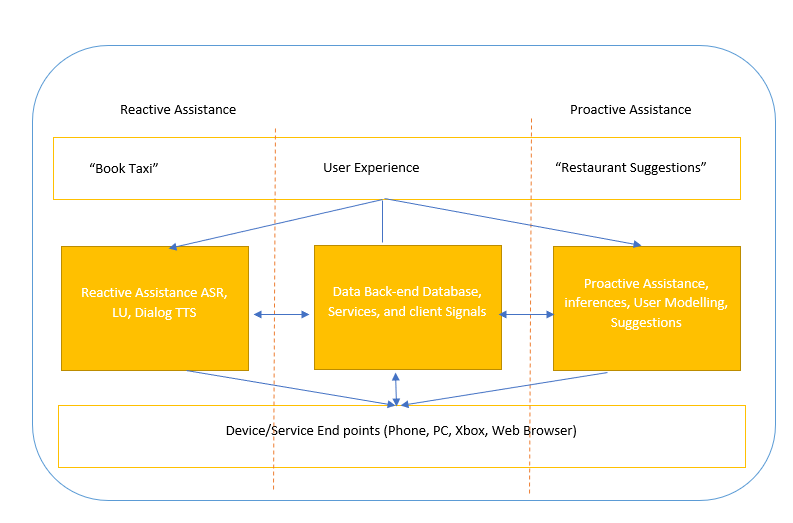 Reactive Assistance
Proactive Assistance
“Book Taxi”
User Experience
“Restaurant Suggestions”
Reactive Assistance ASR,
LU, Dialog TTS
Data Back-end Database,
Services, and client Signals
Proactive Assistance,
inferences, User Modelling,
Suggestions
Device/Service End points (Phone, PC, Xbox, Web Browser)